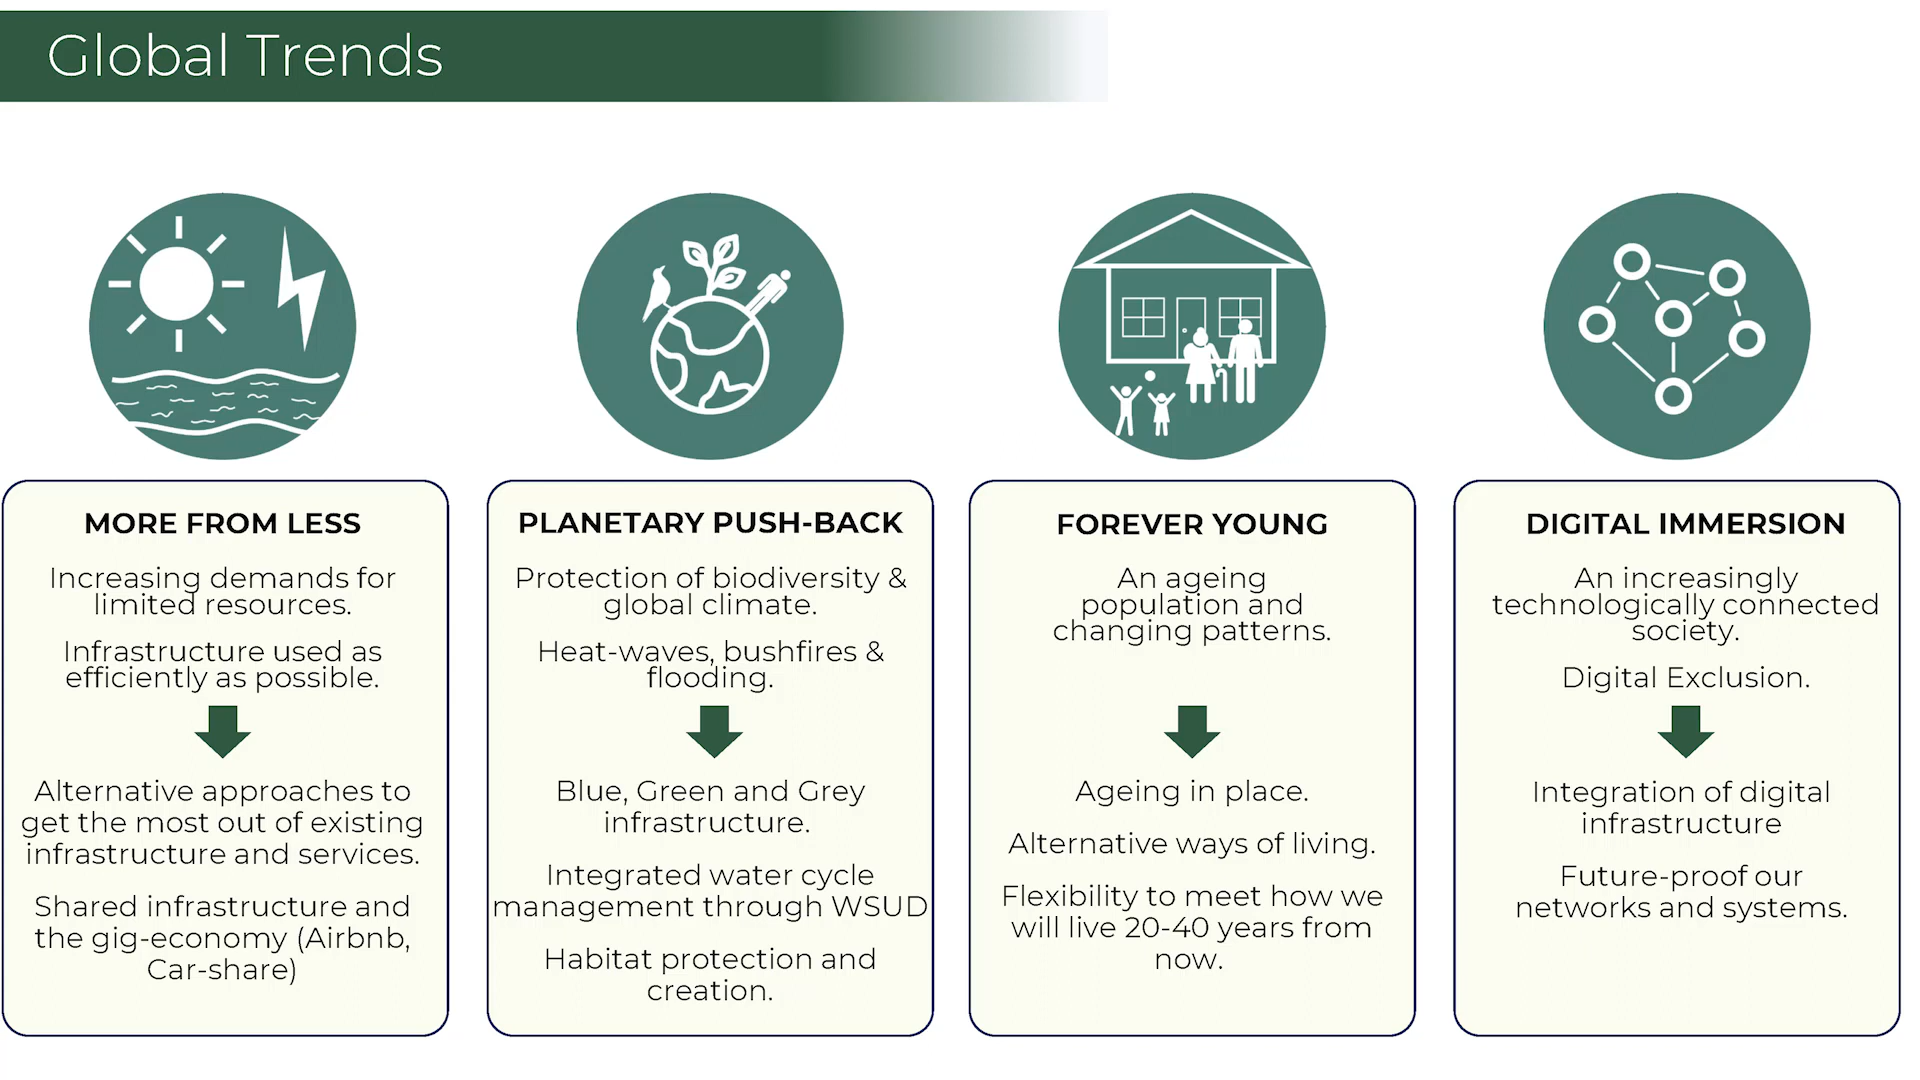 Global Trends
MORE FROM LESS
Increasing demands for
limited resources.
Infrastructure used as
efficiently as possible.
Alternative approaches to
get the most out of existing
infrastructure and services.
Shared infrastructure and
the gig-economy (Airbnb,
Car-share)
PLANETARY PUSH-BACK
Protection of biodiversity &
global climate.
Heat-waves, bushfires &
flooding.
Blue, Green and Grey
infrastructure.
Integrated water cycle
management through WSUD
Habitat protection and
creation.
FOREVER YOUNG
An ageing
population and
changing patterns.
Ageing in place.
Alternative ways of living.
Flexibility to meet how we
will live 20-40 years from
now.
DIGITAL IMMERSION
An increasingly
technologically connected
society.
Digital Exclusion.
Integration of digital
infrastructure
Future-proof our
networks and systems.